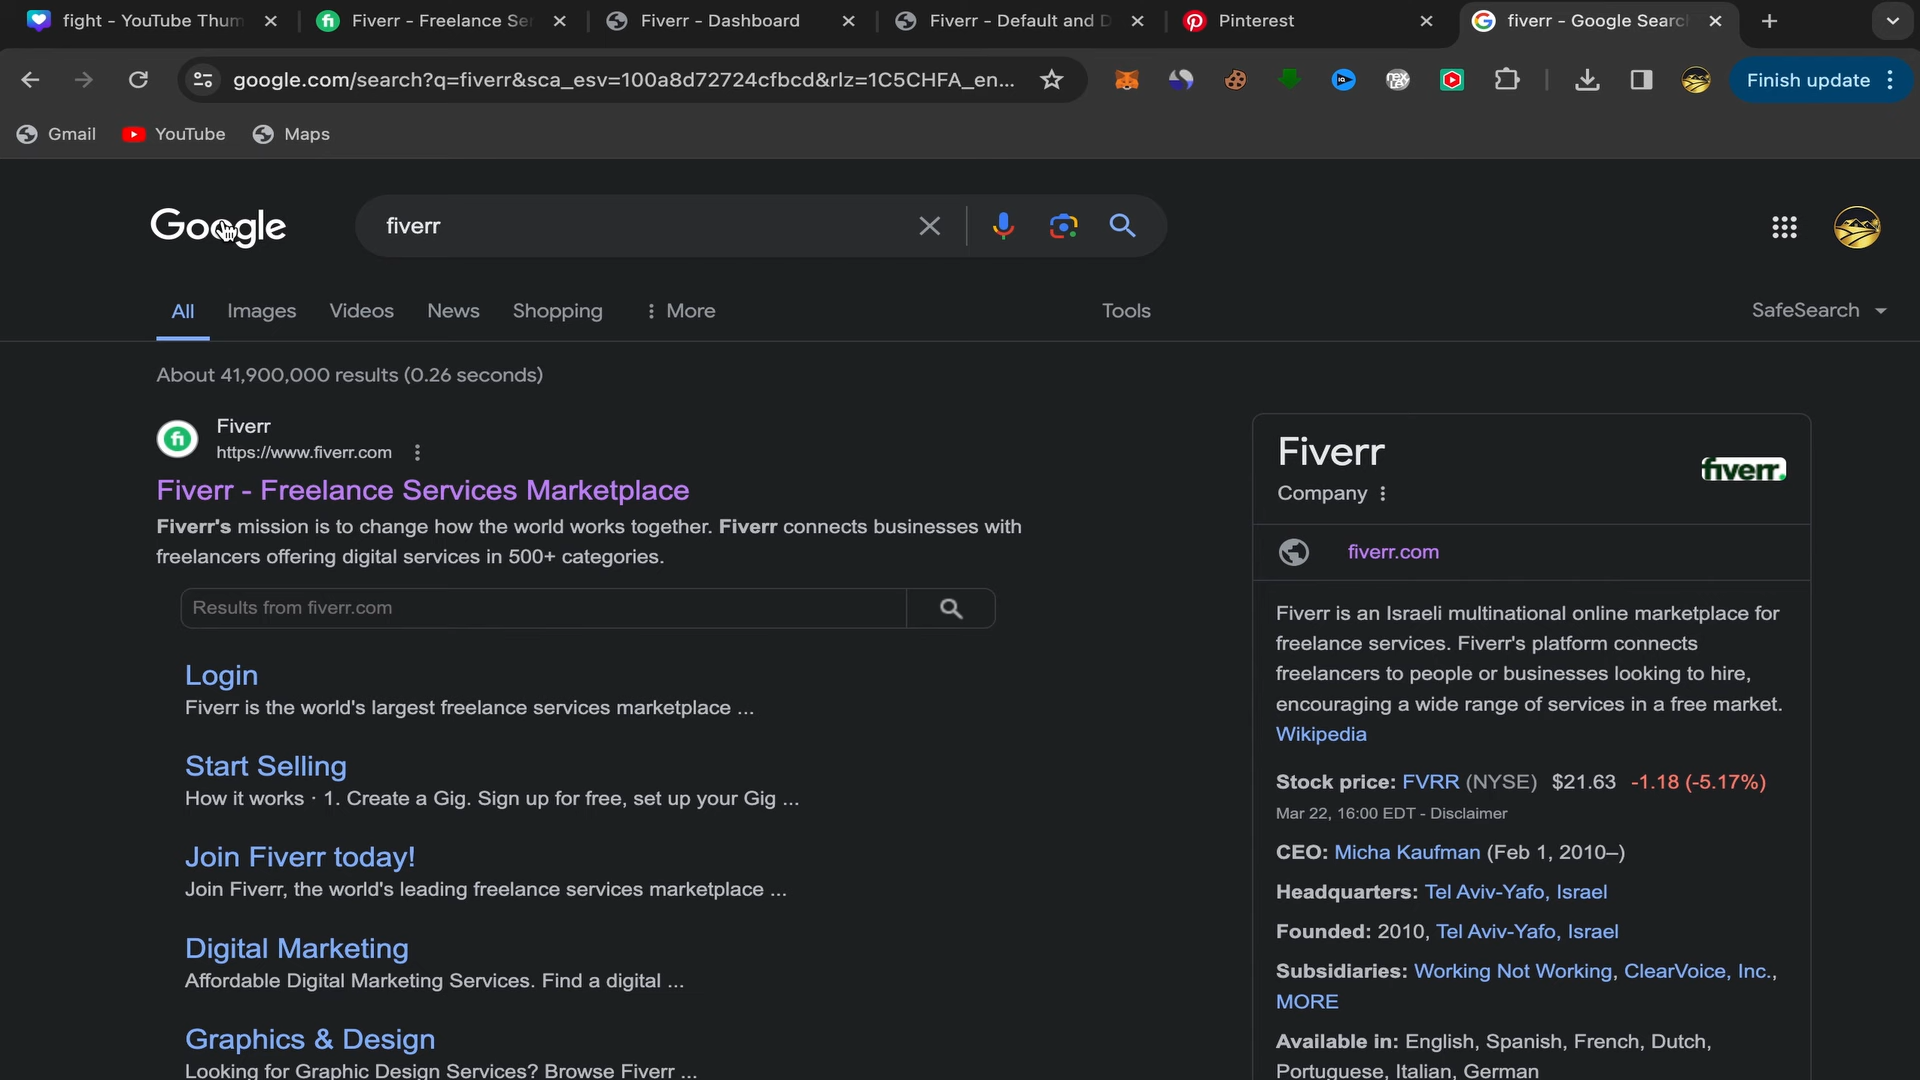 fight - YouTube Thum
Fiverr - Freelance Se
Fiverr - Dashboard
Fiverr - Default and D
Pinterest
fiverr - Google Searc
google.com/search?q=fiverr&sca_esv=100a8d72724cfbcd&rlz=1C5CHFA_en...
Finish update
Gmail
YouTube
Maps
Google
fiverr
All
Images
Videos
News
Shopping
More
Tools
SafeSearch
About 41,900,000 results (0.26 seconds)
fi
Fiverr
https://www.fiverr.com
Fiverr - Freelance Services Marketplace
Fiverr's mission is to change how the world works together. Fiverr connects businesses with
freelancers offering digital services in 500+ categories.
Results from fiverr.com
Login
Fiverr is the world's largest freelance services marketplace ...
Start Selling
How it works · 1. Create a Gig. Sign up for free, set up your Gig ...
Join Fiverr today!
Join Fiverr, the world's leading freelance services marketplace ...
Digital Marketing
Affordable Digital Marketing Services. Find a digital ...
Graphics & Design
Looking for Graphic Design Services? Browse Fiverr ...
Fiverr
fiverr.
Company
fiverr.com
Fiverr is an Israeli multinational online marketplace for
freelance services. Fiverr's platform connects
freelancers to people or businesses looking to hire,
encouraging a wide range of services in a free market.
Wikipedia
Stock price: FVRR (NYSE) $21.63 -1.18 (-5.17%)
Mar 22, 16:00 EDT - Disclaimer
CEO: Micha Kaufman (Feb 1, 2010–)
Headquarters: Tel Aviv-Yafo, Israel
Founded: 2010, Tel Aviv-Yafo, Israel
Subsidiaries: Working Not Working, ClearVoice, Inc.,
MORE
Available in: English, Spanish, French, Dutch,
Portuguese, Italian, German